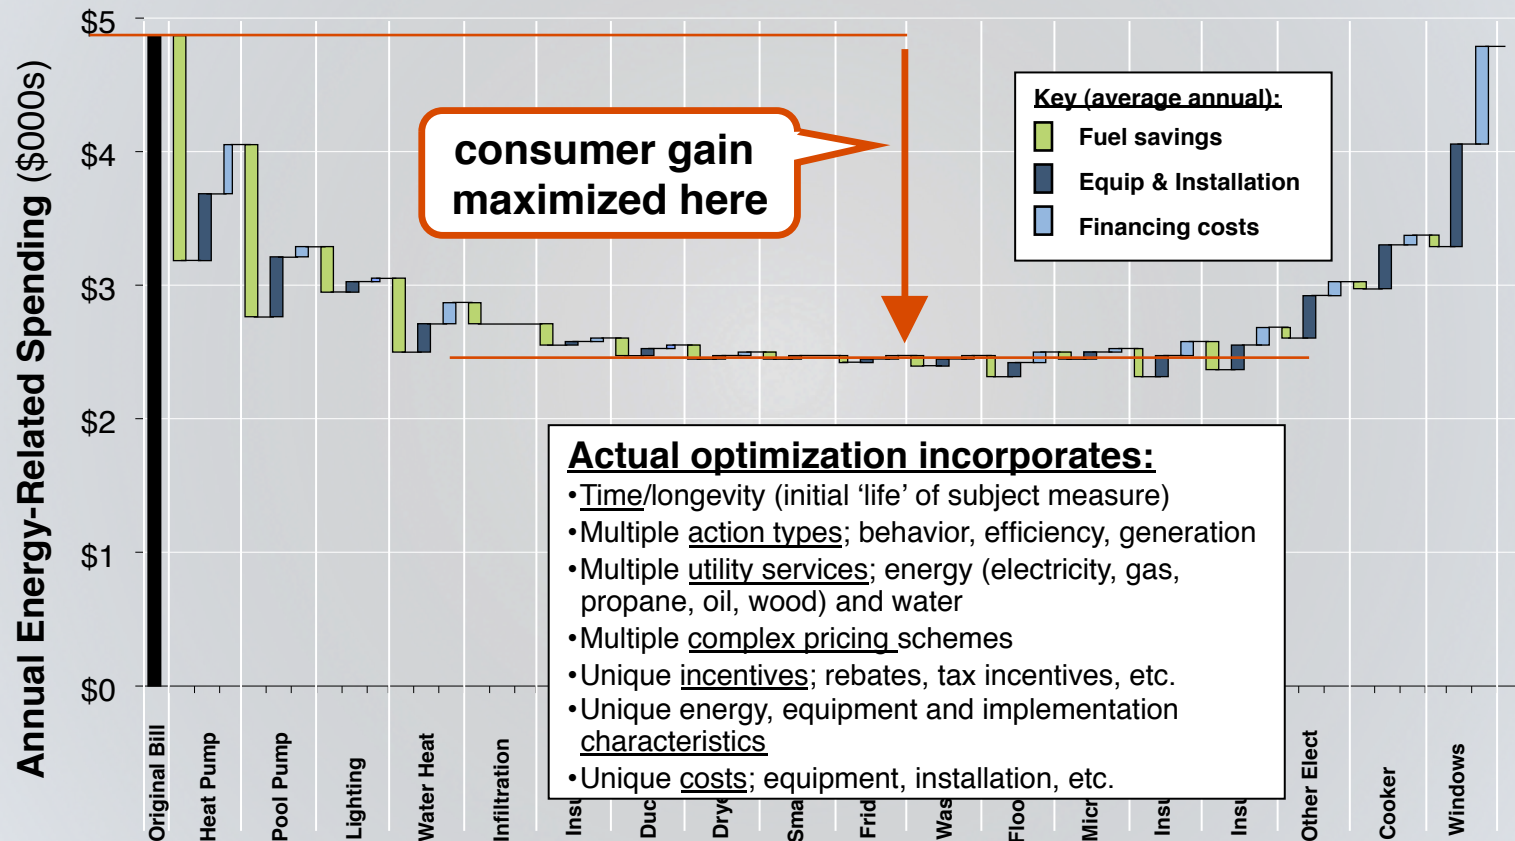 Annual Energy-Related Spending ($000s)
$5
$4
$3
$2
$1
$0
consumer gain
maximized here
Key (average annual):
Fuel savings
Equip & Installation
Financing costs
Actual optimization incorporates:
•Time/longevity (initial ‘life’ of subject measure)
•Multiple action types; behavior, efficiency, generation
•Multiple utility services; energy (electricity, gas,
propane, oil, wood) and water
•Multiple complex pricing schemes
•Unique incentives; rebates, tax incentives, etc.
•Unique energy, equipment and implementation
characteristics
•Unique costs; equipment, installation, etc.
Original Bill
Heat Pump
Pool Pump
Lighting
Water Heat
Infiltration
Other Elect
Cooker
Windows